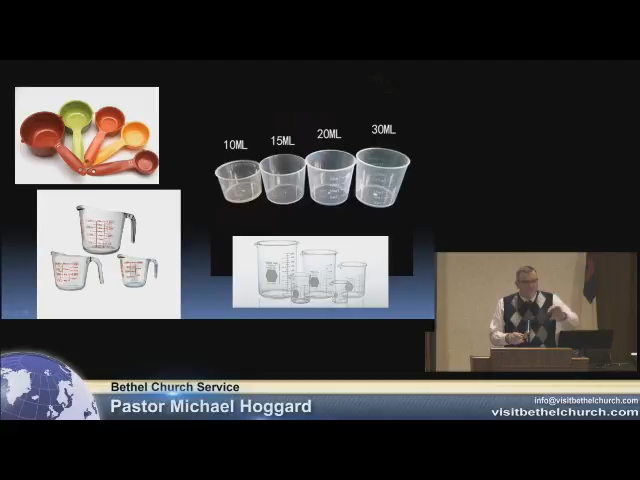 10ML
15ML
20ML
30ML
Bethel Church Service
Pastor Michael Hoggard
info@visitbethelchurch.com
visitbethelchurch.com